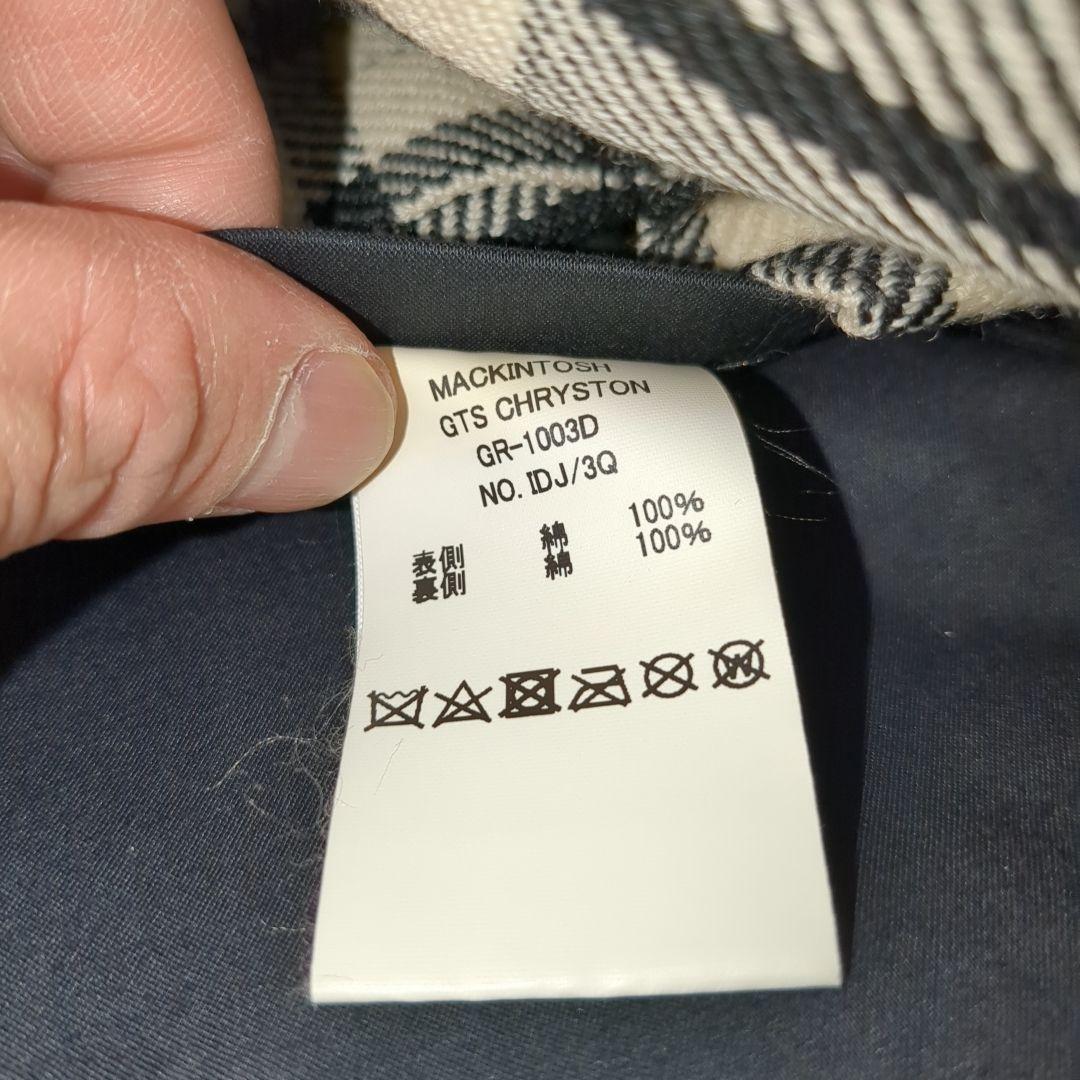 MACKINTOSH
GTS CHRYSTON
GR-1003D
NO. IDJ/3Q
表側 綿 100%
裏側 綿 100%
W